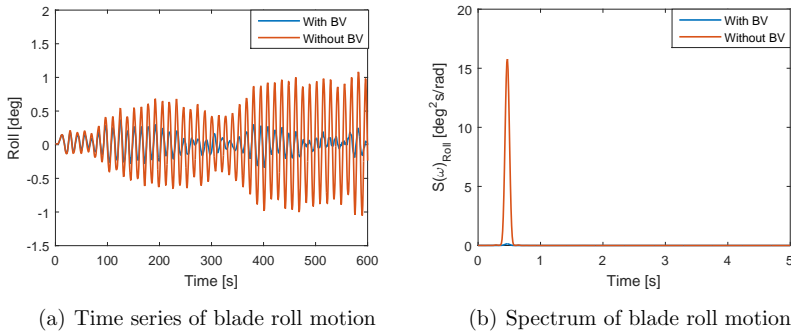 2
1.5
1
0.5
0
-0.5
-1
-1.5
Roll [deg]
0 100 200 300 400 500 600
Time [s]
With BV
Without BV
(a) Time series of blade roll motion
20
15
10
5
0
S(ω)Roll [deg²s/rad]
0 1 2 3 4 5
Time [s]
With BV
Without BV
(b) Spectrum of blade roll motion